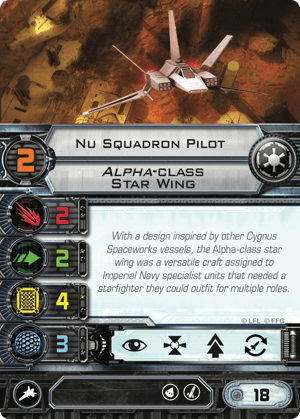 NU SQUADRON PILOT
2
ALPHA-CLASS
STAR WING
2
2
4
3
With a design inspired by other Cygnus
Spaceworks vessels, the Alpha-class star
wing was a versatile craft assigned to
Imperial Navy specialist units that needed a
starfighter they could outfit for multiple roles.
© LFL © FFG
18